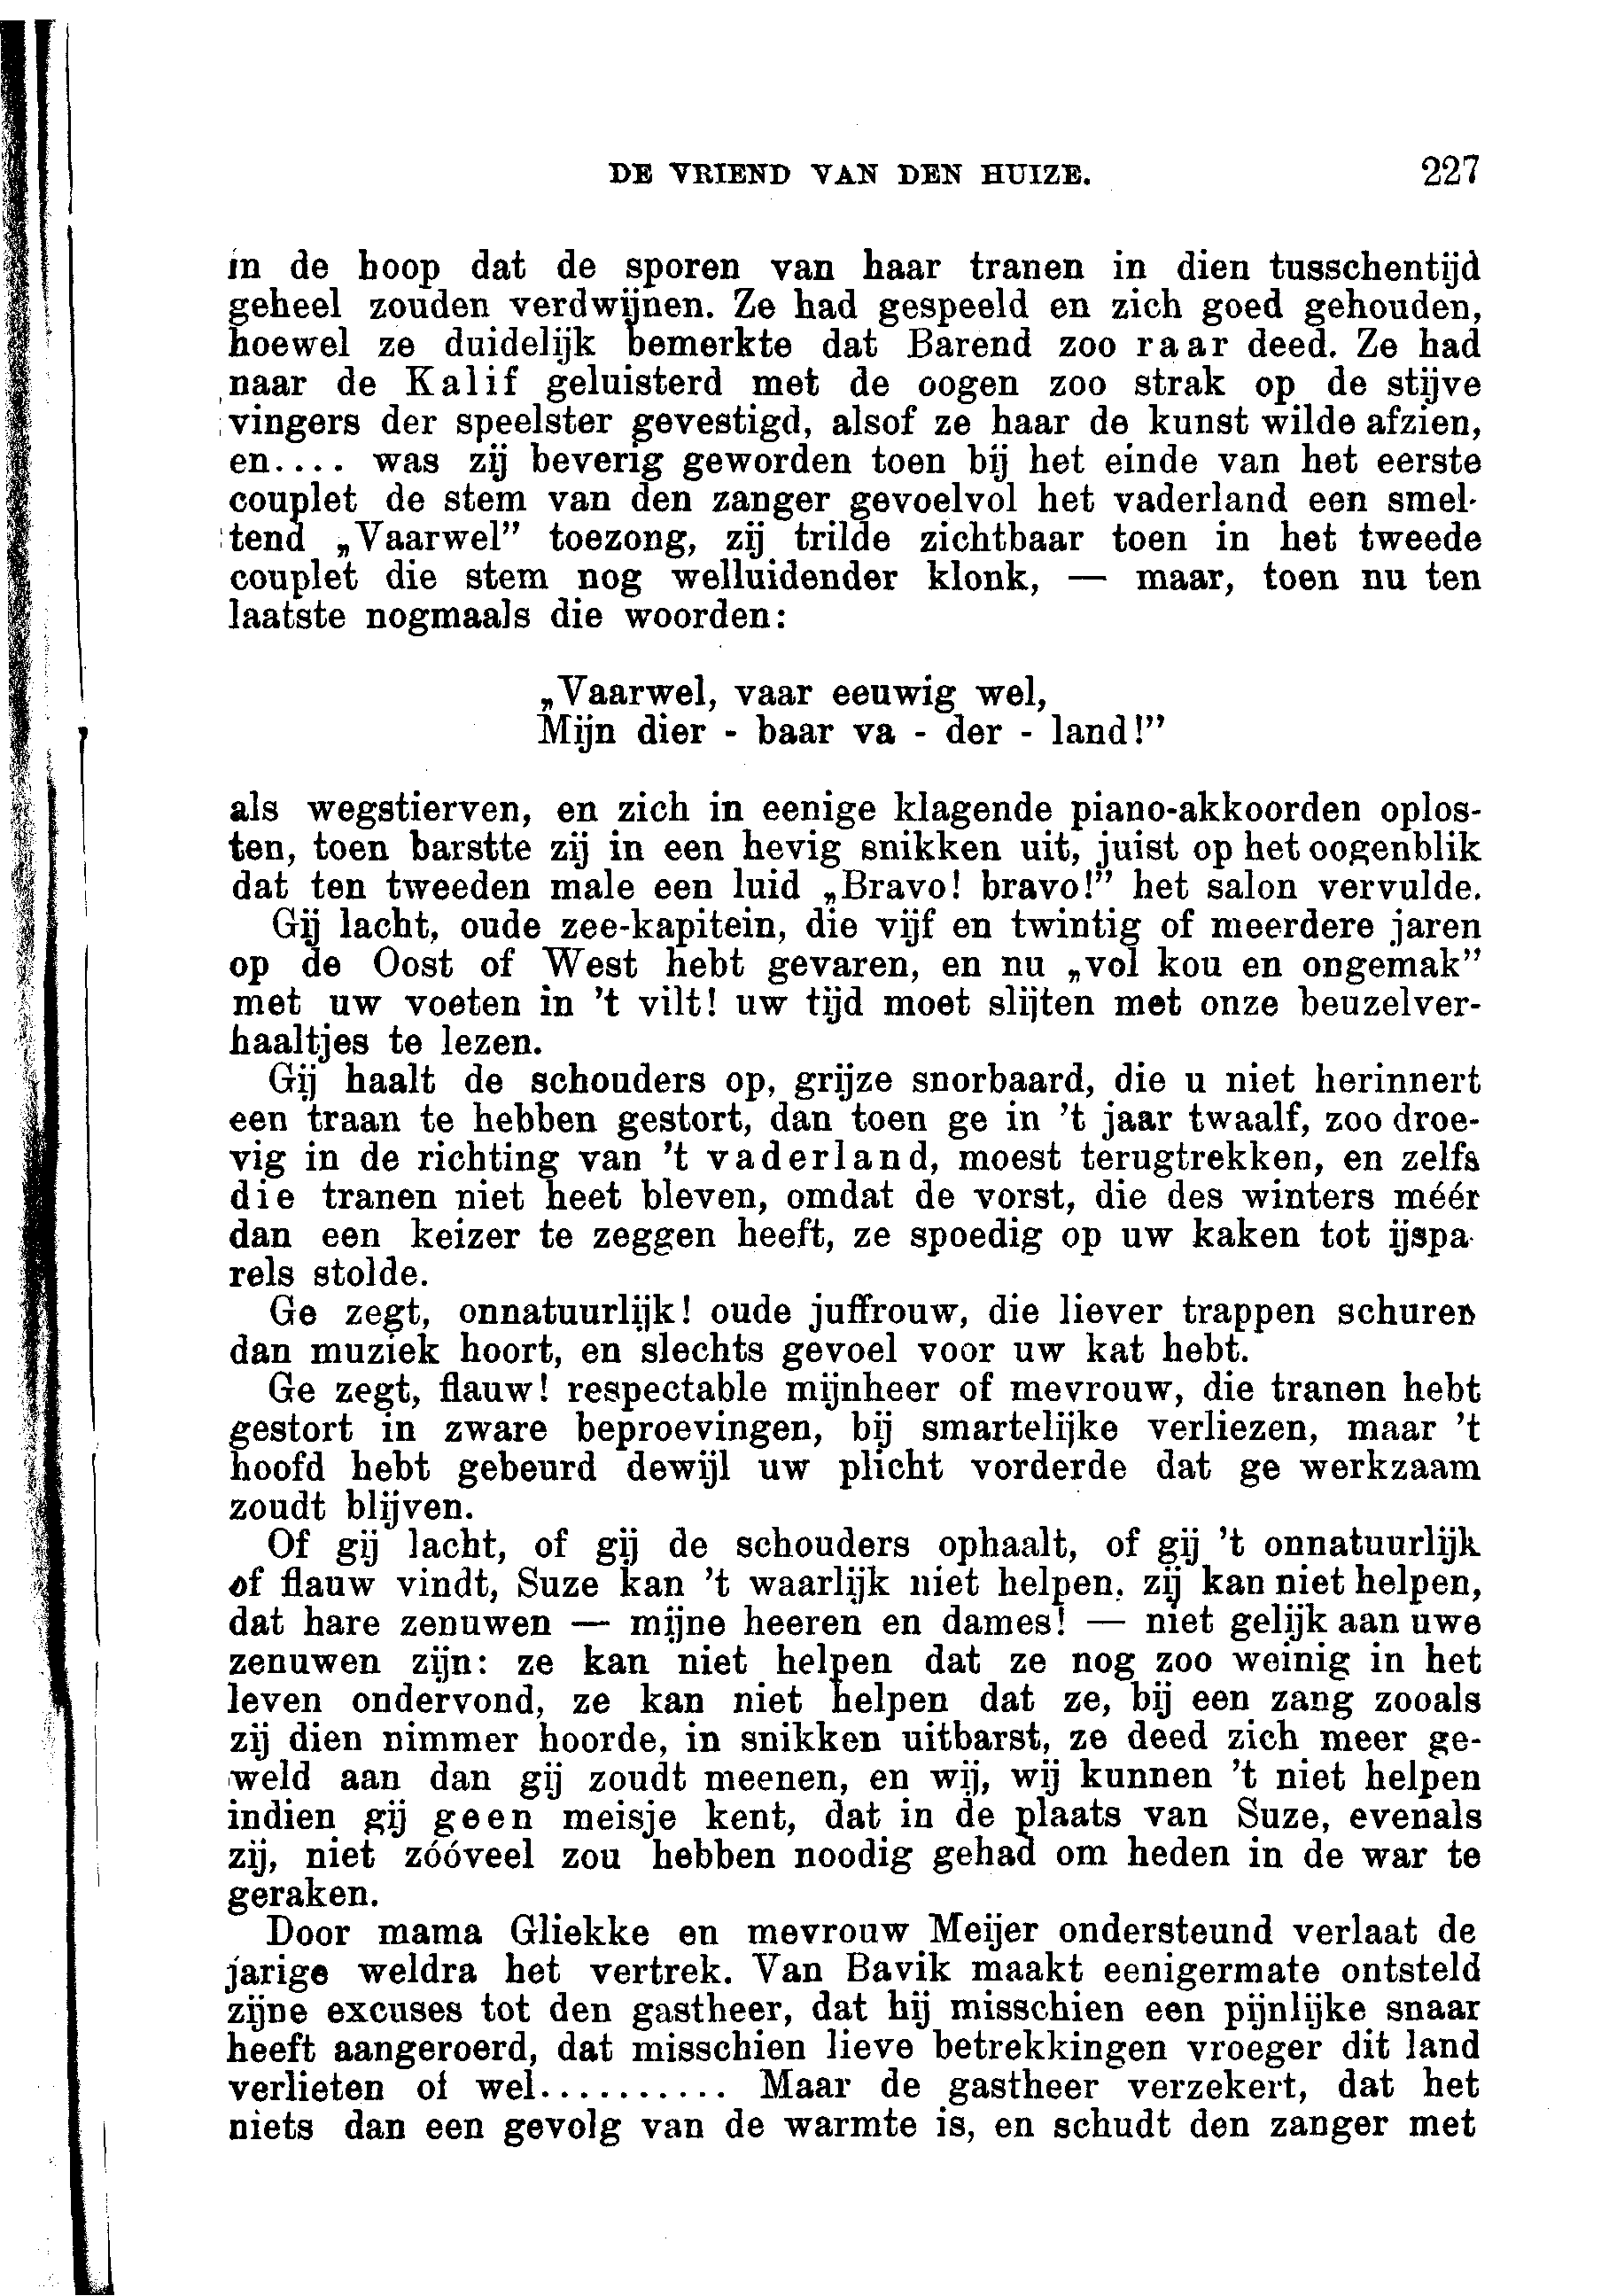 DE VRIEND VAN DEN HUIZE. 227
in de hoop dat de sporen van haar tranen in dien tusschentijd
geheel zouden verdwijnen. Ze had gespeeld en zich goed gehouden,
hoewel ze duidelijk bemerkte dat Barend zoo raar deed. Ze had
naar de Kalif geluisterd met de oogen zoo strak op de stijve
vingers der speelster gevestigd, alsof ze haar de kunst wilde afzien,
en.... was zij beverig geworden toen bij het einde van het eerste
couplet de stem van den zanger gevoelvol het vaderland een smel-
tend „Vaarwel” toezong, zij trilde zichtbaar toen in het tweede
couplet die stem nog welluidender klonk, — maar, toen nu ten
laatste nogmaals die woorden:
„Vaarwel, vaar eeuwig wel,
Mijn dier - baar va - der - land!”
als wegstierven, en zich in eenige klagende piano-akkoorden oplos-
ten, toen barstte zij in een hevig snikken uit, juist op het oogenblik
dat ten tweeden male een luid „Bravo! bravo!” het salon vervulde.
Gij lacht, oude zee-kapitein, die vijf en twintig of meerdere jaren
op de Oost of West hebt gevaren, en nu „vol kou en ongemak”
met uw voeten in 't vilt! uw tijd moet slijten met onze beuzelver-
haaltjes te lezen.
Gij haalt de schouders op, grijze snorbaard, die u niet herinnert
een traan te hebben gestort, dan toen ge in 't jaar twaalf, zoo droe-
vig in de richting van 't vaderland, moest terugtrekken, en zelfs
die tranen niet heet bleven, omdat de vorst, die des winters méér
dan een keizer te zeggen heeft, ze spoedig op uw kaken tot ijspa-
rels stolde.
Ge zegt, onnatuurlijk! oude juffrouw, die liever trappen schuren
dan muziek hoort, en slechts gevoel voor uw kat hebt.
Ge zegt, flauw! respectable mijnheer of mevrouw, die tranen hebt
gestort in zware beproevingen, bij smartelijke verliezen, maar 't
hoofd hebt gebeurd dewijl uw plicht vorderde dat ge werkzaam
zoudt blijven.
Of gij lacht, of gij de schouders ophaalt, of gij 't onnatuurlijk
of flauw vindt, Suze kan 't waarlijk niet helpen. zij kan niet helpen,
dat hare zenuwen — mijne heeren en dames! — niet gelijk aan uwe
zenuwen zijn: ze kan niet helpen dat ze nog zoo weinig in het
leven ondervond, ze kan niet helpen dat ze, bij een zang zooals
zij dien nimmer hoorde, in snikken uitbarst, ze deed zich meer ge-
weld aan dan gij zoudt meenen, en wij, wij kunnen 't niet helpen
indien gij geen meisje kent, dat in de plaats van Suze, evenals
zij, niet zóóveel zou hebben noodig gehad om heden in de war te
geraken.
Door mama Gliekke en mevrouw Meijer ondersteund verlaat de
jarige weldra het vertrek. Van Bavik maakt eenigermate ontsteld
zijne excuses tot den gastheer, dat hij misschien een pijnlijke snaar
heeft aangeroerd, dat misschien lieve betrekkingen vroeger dit land
verlieten of wel.......... Maar de gastheer verzekert, dat het
niets dan een gevolg van de warmte is, en schudt den zanger met